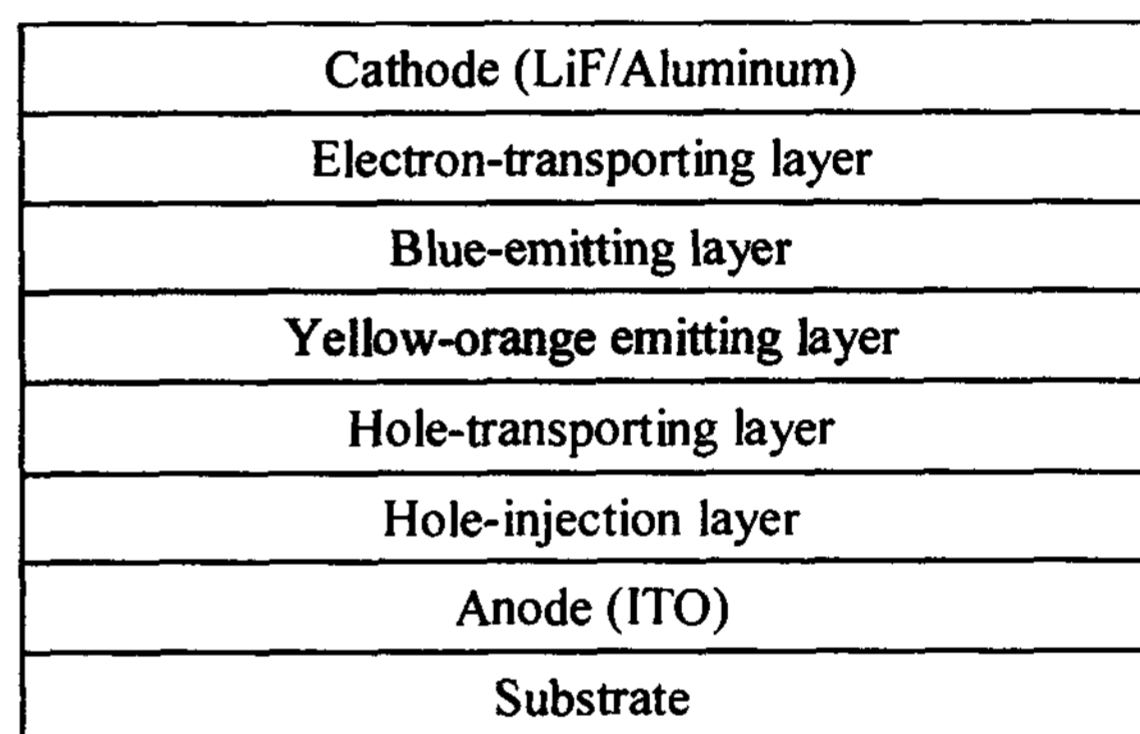 Cathode (LiF/Aluminum)
Electron-transporting layer
Blue-emitting layer
Yellow-orange emitting layer
Hole-transporting layer
Hole-injection layer
Anode (ITO)
Substrate